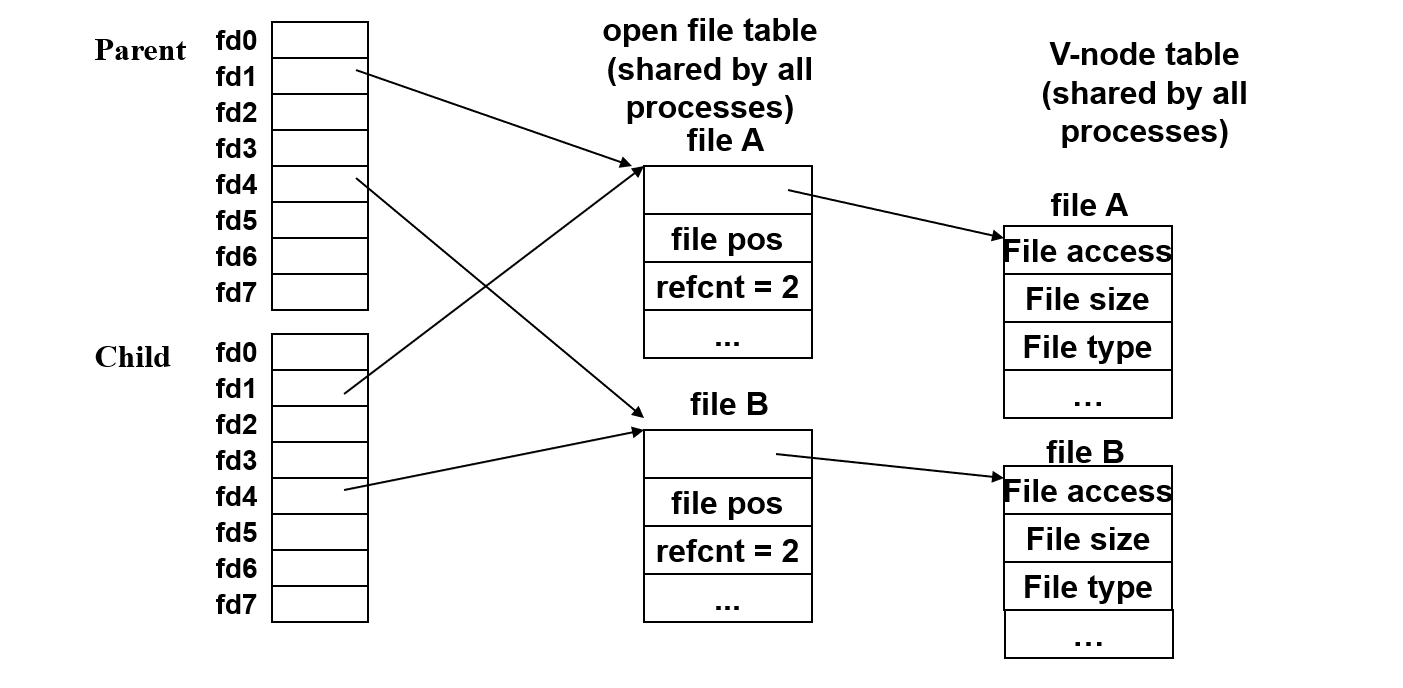 Parent
fd0
fd1
fd2
fd3
fd4
fd5
fd6
fd7
Child
fd0
fd1
fd2
fd3
fd4
fd5
fd6
fd7
open file table
(shared by all
processes)
file A
file pos
refcnt = 2
...
file B
file pos
refcnt = 2
...
V-node table
(shared by all
processes)
file A
File access
File size
File type
...
file B
File access
File size
File type
...